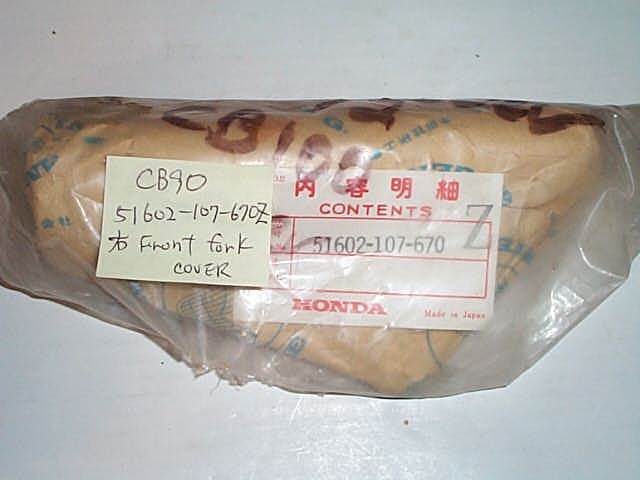 CB100
CB90
51602-107-670Z
右 Front fork
COVER
内容明細
CONTENTS
Z
51602-107-670
HONDA
Made in Japan